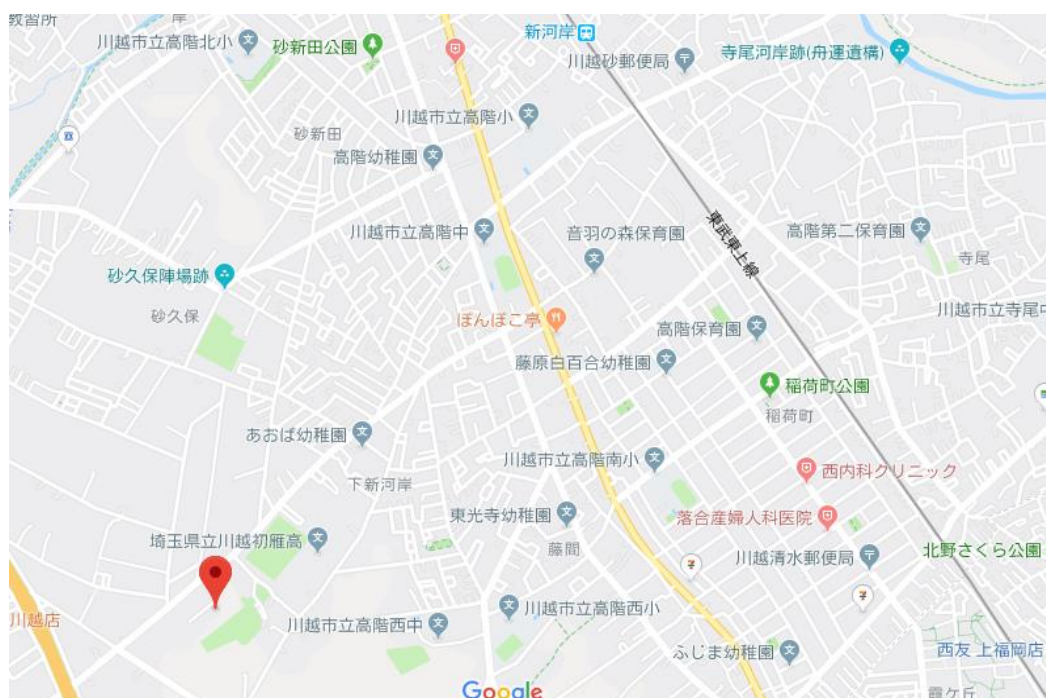 教習所
岸
川越市立高階北小
砂新田公園
新河岸
川越砂郵便局
寺尾河岸跡(舟運遺構)
砂新田
川越市立高階小
高階幼稚園
川越市立高階中
音羽の森保育園
東武東上線
高階第二保育園
寺尾
砂久保陣場跡
砂久保
ぽんぽこ亭
高階保育園
川越市立寺尾中
藤原白百合幼稚園
稲荷町公園
稲荷町
あおば幼稚園
川越市立高階南小
下新河岸
西内科クリニック
東光寺幼稚園
落合産婦人科医院
埼玉県立川越初雁高
藤間
川越清水郵便局
北野さくら公園
川越店
川越市立高階西中
川越市立高階西小
ふじま幼稚園
西友 上福岡店
霞ケ丘
Google